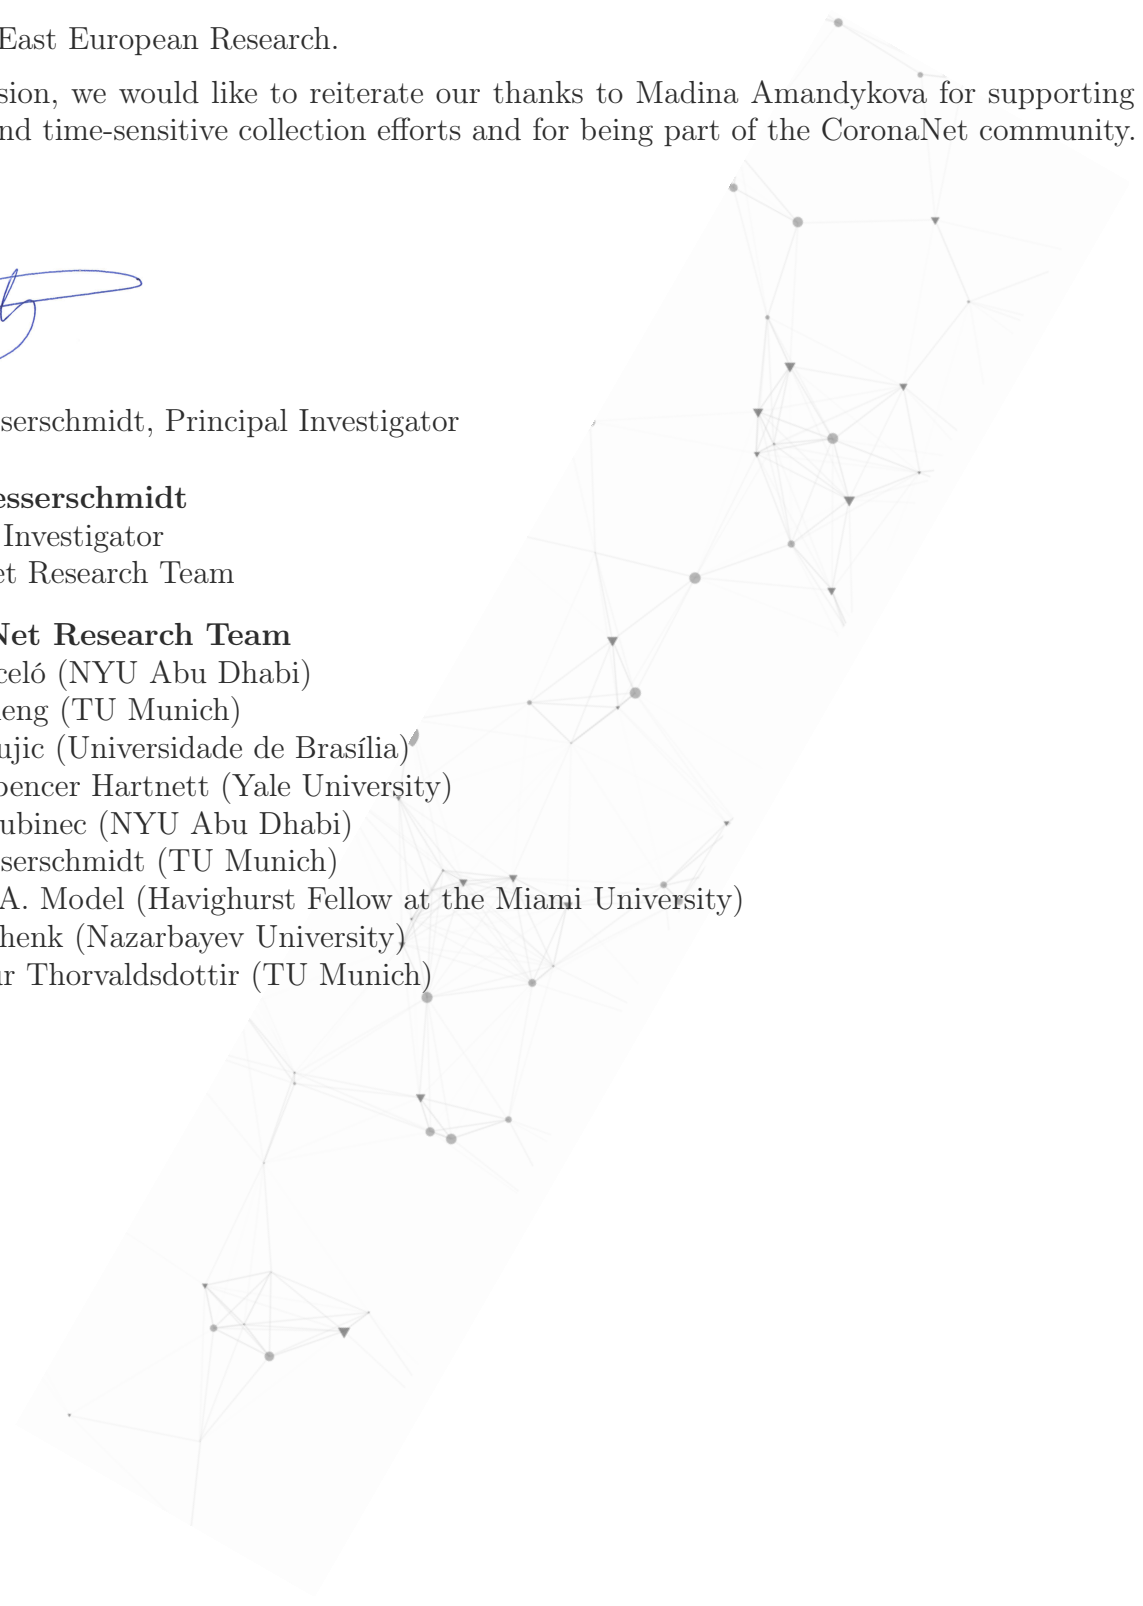 East European Research.
sion, we would like to reiterate our thanks to Madina Amandykova for supporting
nd time-sensitive collection efforts and for being part of the CoronaNet community.
serschmidt, Principal Investigator
esserschmidt
Investigator
et Research Team
Net Research Team
celó (NYU Abu Dhabi)
eng (TU Munich)
ujic (Universidade de Brasília)
pencer Hartnett (Yale University)
ubinec (NYU Abu Dhabi)
sserschmidt (TU Munich)
A. Model (Havighurst Fellow at the Miami University)
henk (Nazarbayev University)
ur Thorvaldsdottir (TU Munich)